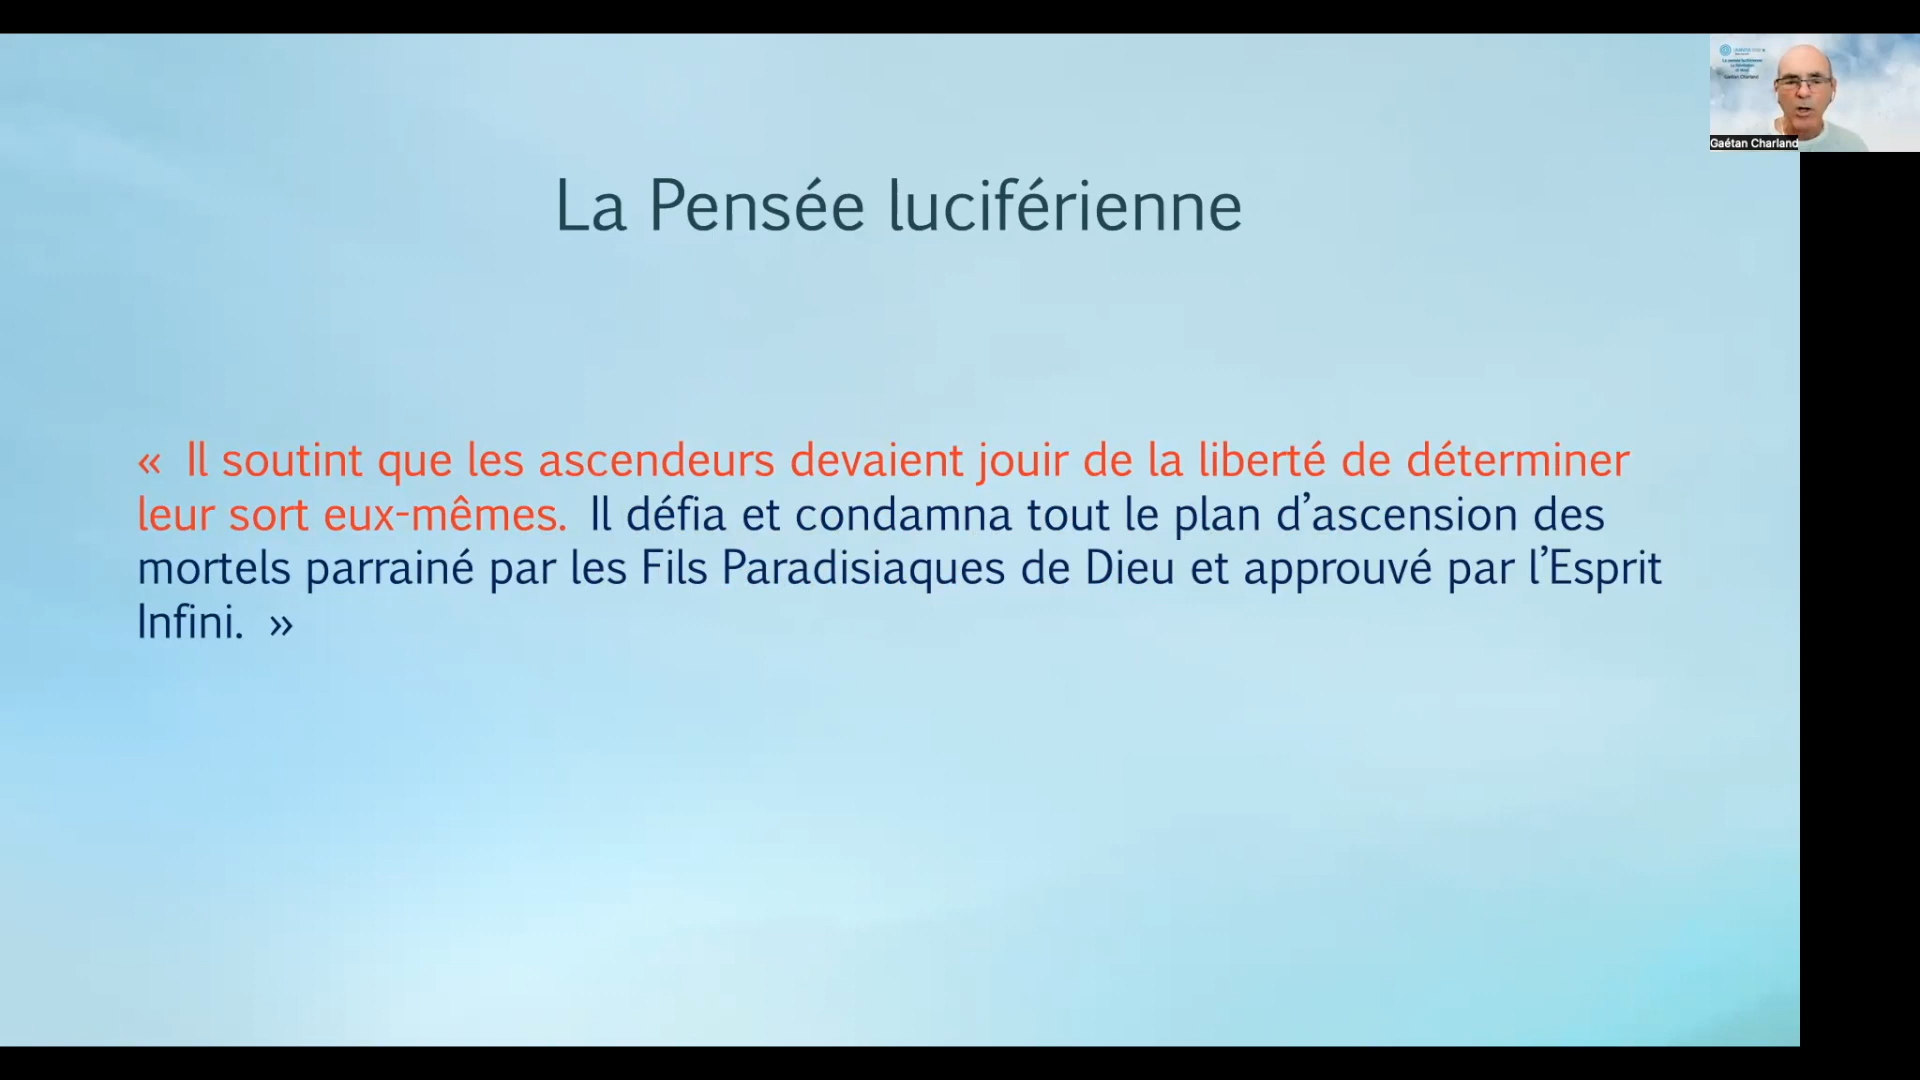 La Pensée luciférienne
«  Il soutint que les ascendeurs devaient jouir de la liberté de déterminer
leur sort eux-mêmes.  Il défia et condamna tout le plan d’ascension des
mortels parrainé par les Fils Paradisiaques de Dieu et approuvé par l’Esprit
Infini.  »
Gaétan Charland